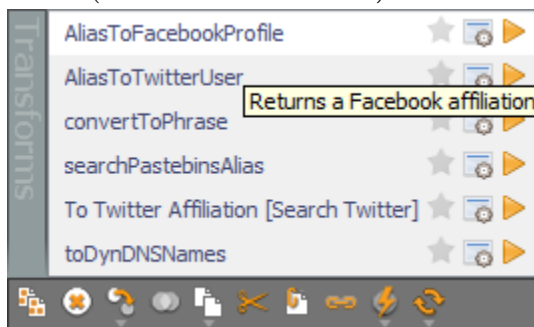 Transforms
AliasToFacebookProfile
AliasToTwitterUser
Returns a Facebook affiliation
convertToPhrase
searchPastebinsAlias
To Twitter Affiliation [Search Twitter]
toDynDNSNames